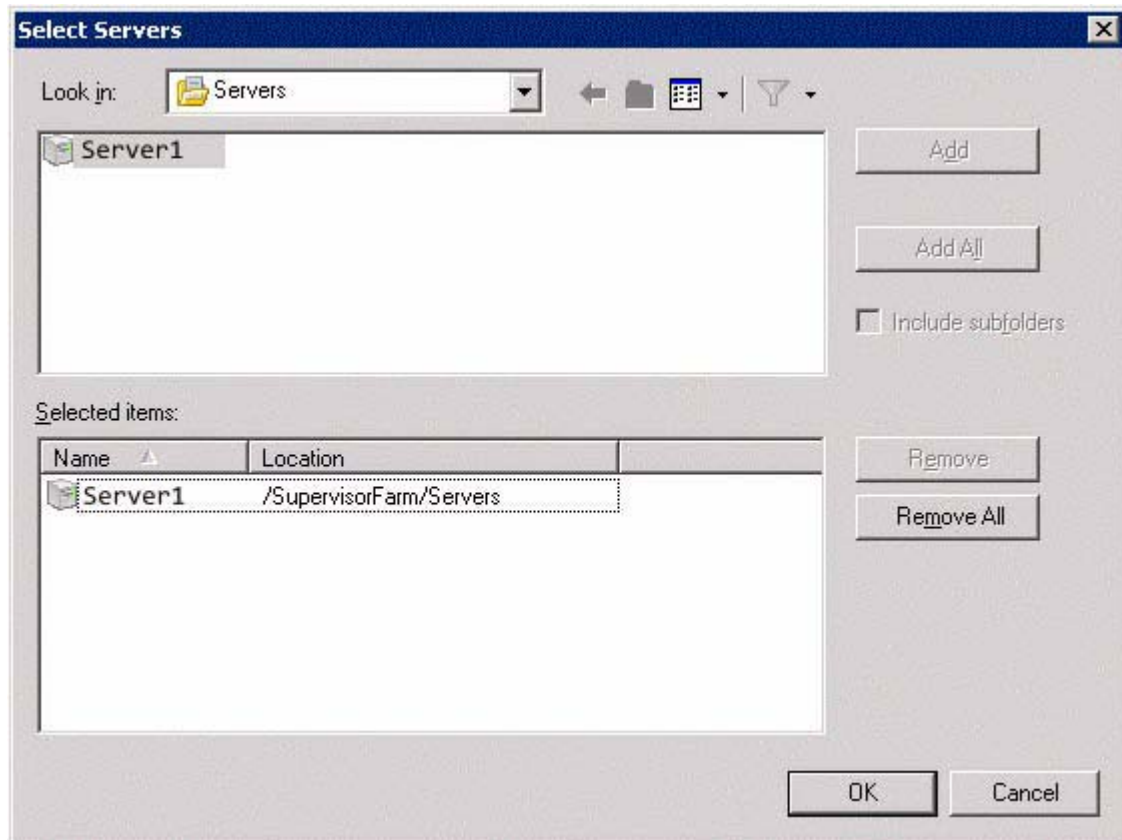 Select Servers
Look in: Servers
Server1
Add
Add All
Include subfolders
Selected items:
Name Location
Server1 /SupervisorFarm/Servers
Remove
Remove All
OK Cancel